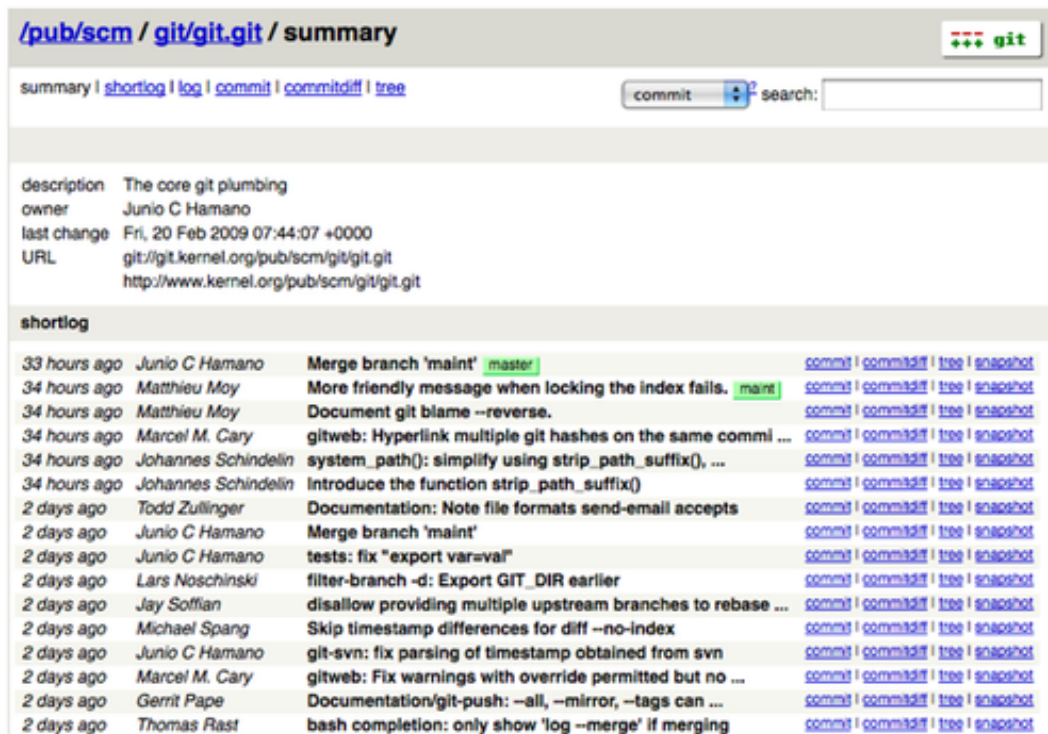 /pub/scm / git/git.git / summary
git
summary | shortlog | log | commit | commitdiff | tree
commit ? search:
description The core git plumbing
owner Junio C Hamano
last change Fri, 20 Feb 2009 07:44:07 +0000
URL git://git.kernel.org/pub/scm/git/git.git
http://www.kernel.org/pub/scm/git/git.git
shortlog
33 hours ago Junio C Hamano Merge branch 'maint' master commit | commitdiff | tree | snapshot
34 hours ago Matthieu Moy More friendly message when locking the index fails. maint commit | commitdiff | tree | snapshot
34 hours ago Matthieu Moy Document git blame --reverse. commit | commitdiff | tree | snapshot
34 hours ago Marcel M. Cary gitweb: Hyperlink multiple git hashes on the same commi ... commit | commitdiff | tree | snapshot
34 hours ago Johannes Schindelin system_path(): simplify using strip_path_suffix(), ... commit | commitdiff | tree | snapshot
34 hours ago Johannes Schindelin Introduce the function strip_path_suffix() commit | commitdiff | tree | snapshot
2 days ago Todd Zullinger Documentation: Note file formats send-email accepts commit | commitdiff | tree | snapshot
2 days ago Junio C Hamano Merge branch 'maint' commit | commitdiff | tree | snapshot
2 days ago Junio C Hamano tests: fix "export var=val" commit | commitdiff | tree | snapshot
2 days ago Lars Noschinski filter-branch -d: Export GIT_DIR earlier commit | commitdiff | tree | snapshot
2 days ago Jay Soffian disallow providing multiple upstream branches to rebase ... commit | commitdiff | tree | snapshot
2 days ago Michael Spang Skip timestamp differences for diff --no-index commit | commitdiff | tree | snapshot
2 days ago Junio C Hamano git-svn: fix parsing of timestamp obtained from svn commit | commitdiff | tree | snapshot
2 days ago Marcel M. Cary gitweb: Fix warnings with override permitted but no ... commit | commitdiff | tree | snapshot
2 days ago Gerrit Pape Documentation/git-push: --all, --mirror, --tags can ... commit | commitdiff | tree | snapshot
2 days ago Thomas Rast bash completion: only show 'log --merge' if merging commit | commitdiff | tree | snapshot